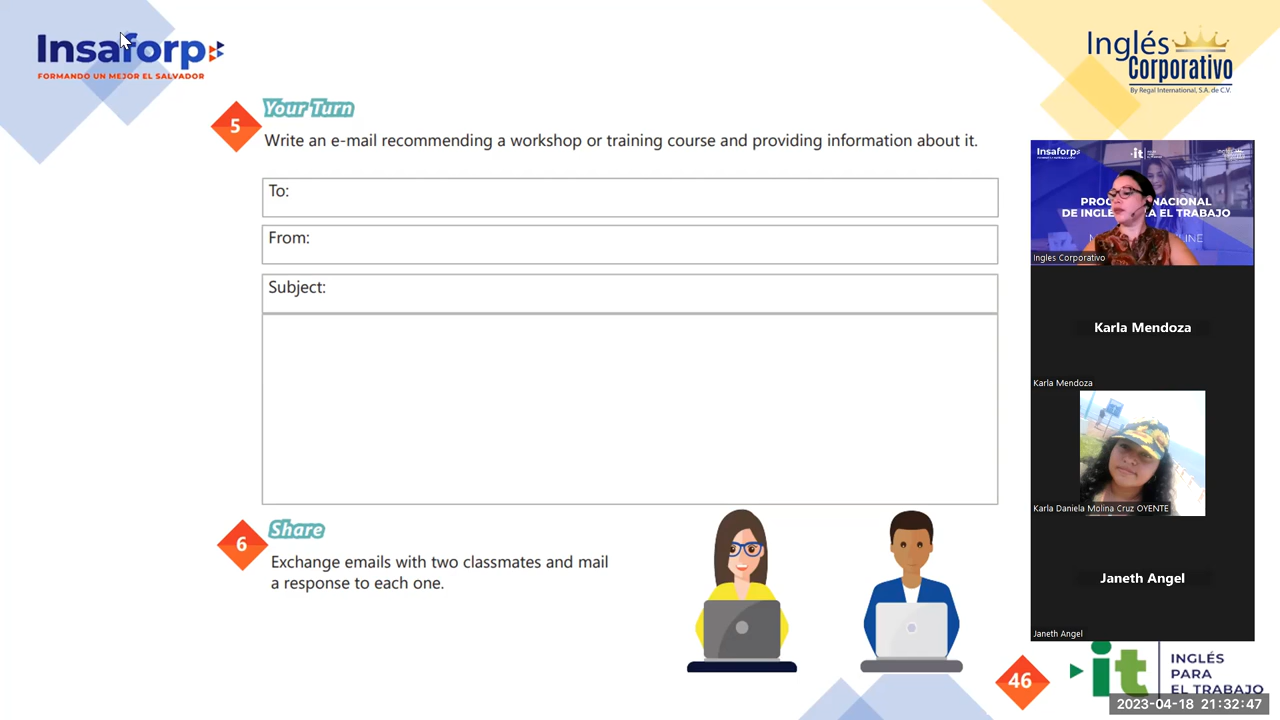 Insaforp
FORMANDO UN MEJOR EL SALVADOR
Inglés
Corporativo
By Regal International, S.A. de C.V.
5
Your Turn
Write an e-mail recommending a workshop or training course and providing information about it.
To:
From:
Subject:
6
Share
Exchange emails with two classmates and mail
a response to each one.
Insaforp
it
Ingles Corporativo
Karla Mendoza
Karla Mendoza
Karla Daniela Molina Cruz OYENTE
Janeth Angel
Janeth Angel
46
it
INGLÉS
PARA
EL TRABAJO
2023-04-18 21:32:47